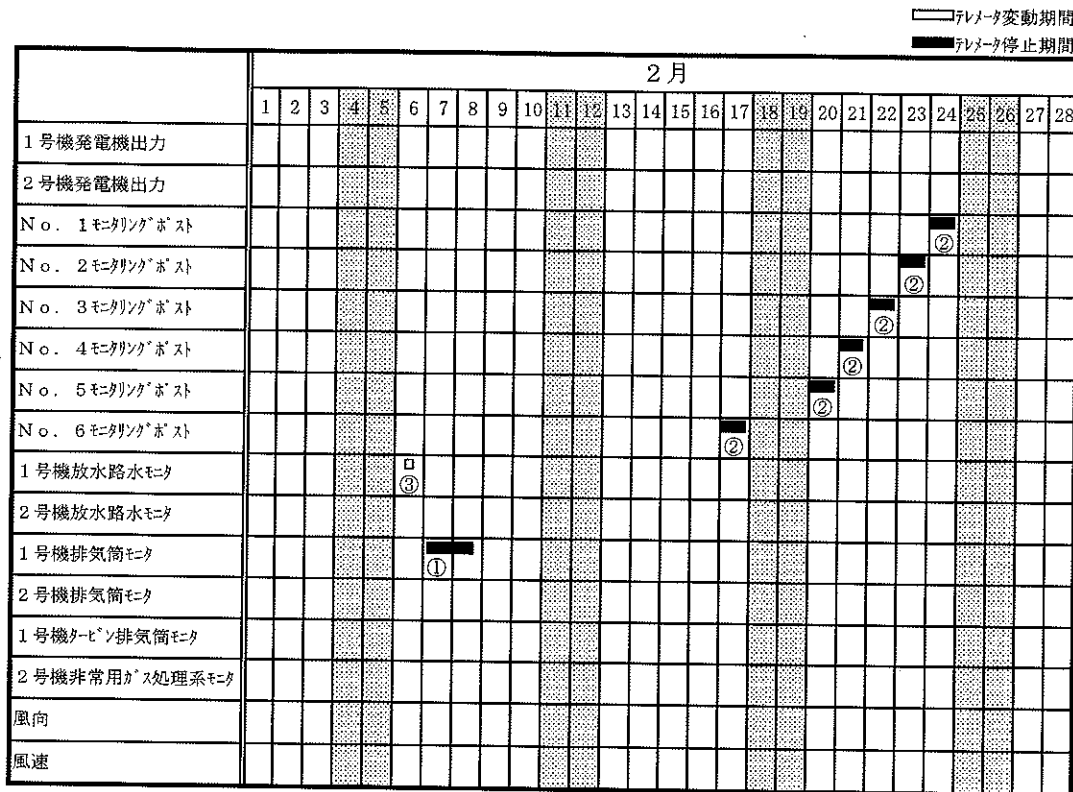 テレメータ変動期間
テレメータ停止期間
2月
1 2 3 4 5 6 7 8 9 10 11 12 13 14 15 16 17 18 19 20 21 22 23 24 25 26 27 28
1号機発電機出力
2号機発電機出力
No. 1モニタリングポスト
②
No. 2モニタリングポスト
②
No. 3モニタリングポスト
②
No. 4モニタリングポスト
②
No. 5モニタリングポスト
②
No. 6モニタリングポスト
②
1号機放水路水モニタ
③
2号機放水路水モニタ
1号機排気筒モニタ
①
2号機排気筒モニタ
1号機タービン排気筒モニタ
2号機非常用ガス処理系モニタ
風向
風速